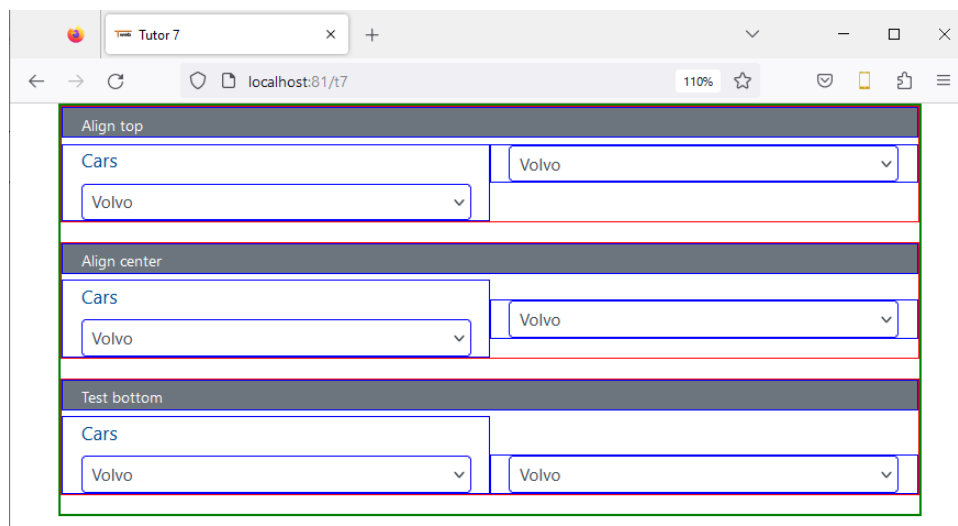 Tweb Tutor 7
localhost:81/t7 110%
Align top
Cars
Volvo
Volvo
Align center
Cars
Volvo
Volvo
Test bottom
Cars
Volvo
Volvo